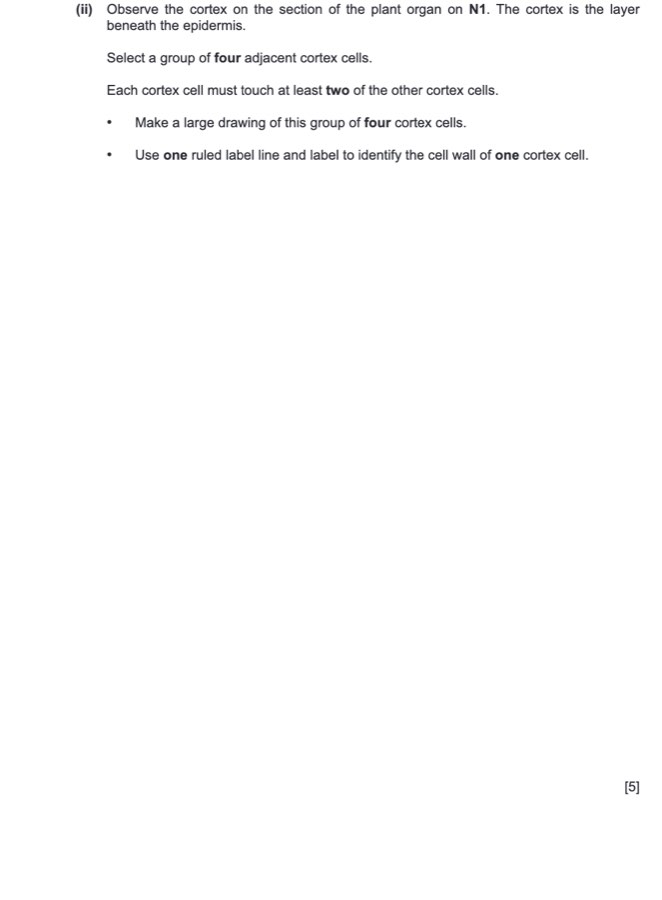 (ii) Observe the cortex on the section of the plant organ on N1. The cortex is the layer
beneath the epidermis.
Select a group of four adjacent cortex cells.
Each cortex cell must touch at least two of the other cortex cells.
• Make a large drawing of this group of four cortex cells.
• Use one ruled label line and label to identify the cell wall of one cortex cell.
[5]